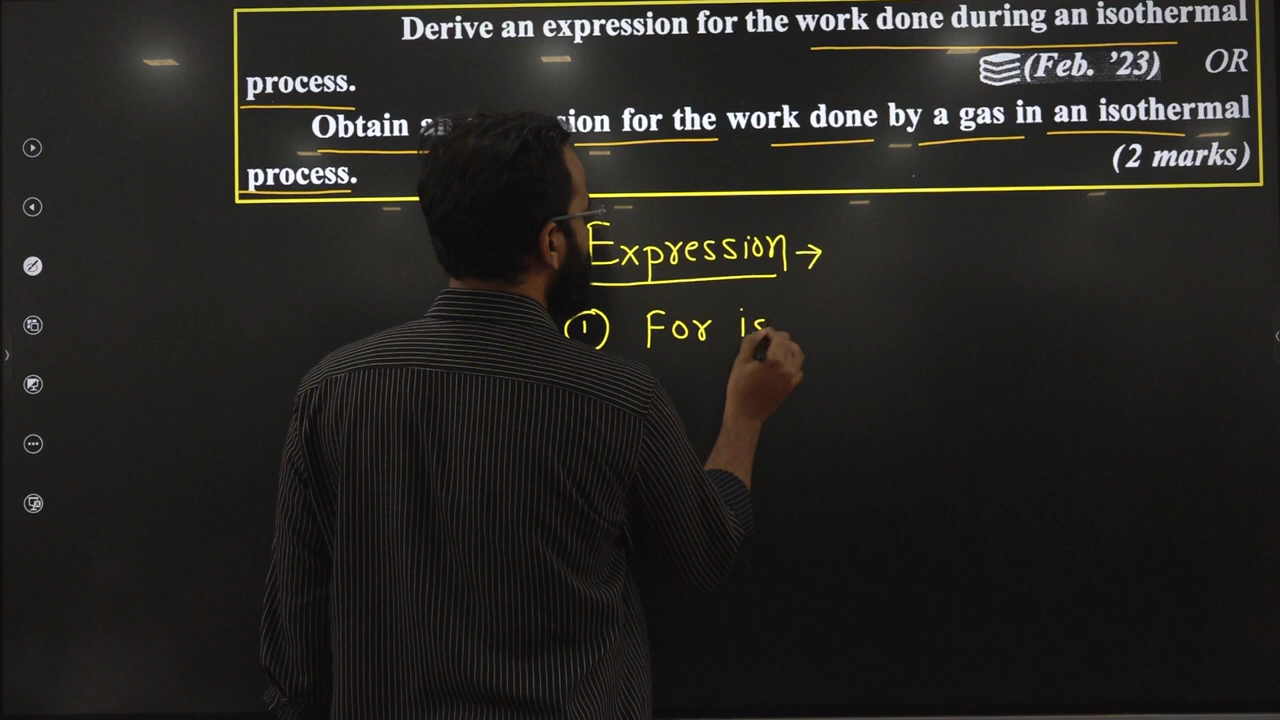 Derive an expression for the work done during an isothermal
(Feb. ’23) OR
process.
Obtain for the work done by a gas in an isothermal
(2 marks)
process.
Expression →
① For is